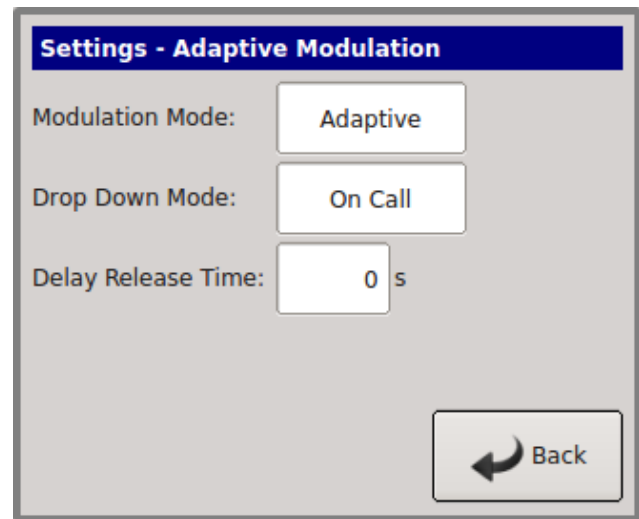 Settings - Adaptive Modulation
Modulation Mode: Adaptive
Drop Down Mode: On Call
Delay Release Time: 0 s
Back